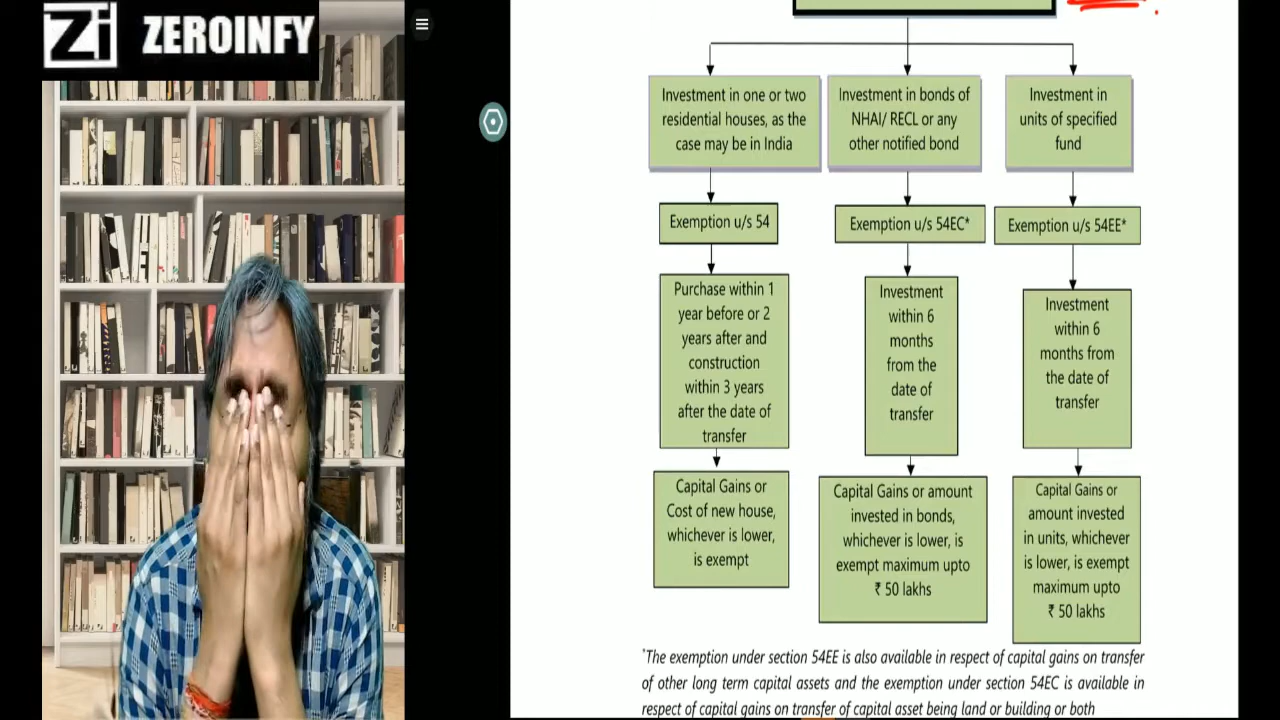 Zi ZEROINFY
Investment in one or two
residential houses, as the
case may be in India
Investment in bonds of
NHAI/ RECL or any
other notified bond
Investment in
units of specified
fund
Exemption u/s 54
Exemption u/s 54EC*
Exemption u/s 54EE*
Purchase within 1
year before or 2
years after and
construction
within 3 years
after the date of
transfer
Investment
within 6
months
from the
date of
transfer
Investment
within 6
months from
the date of
transfer
Capital Gains or
Cost of new house,
whichever is lower,
is exempt
Capital Gains or amount
invested in bonds,
whichever is lower, is
exempt maximum upto
₹ 50 lakhs
Capital Gains or
amount invested
in units, whichever
is lower, is exempt
maximum upto
₹ 50 lakhs
*The exemption under section 54EE is also available in respect of capital gains on transfer
of other long term capital assets and the exemption under section 54EC is available in
respect of capital gains on transfer of capital asset being land or building or both